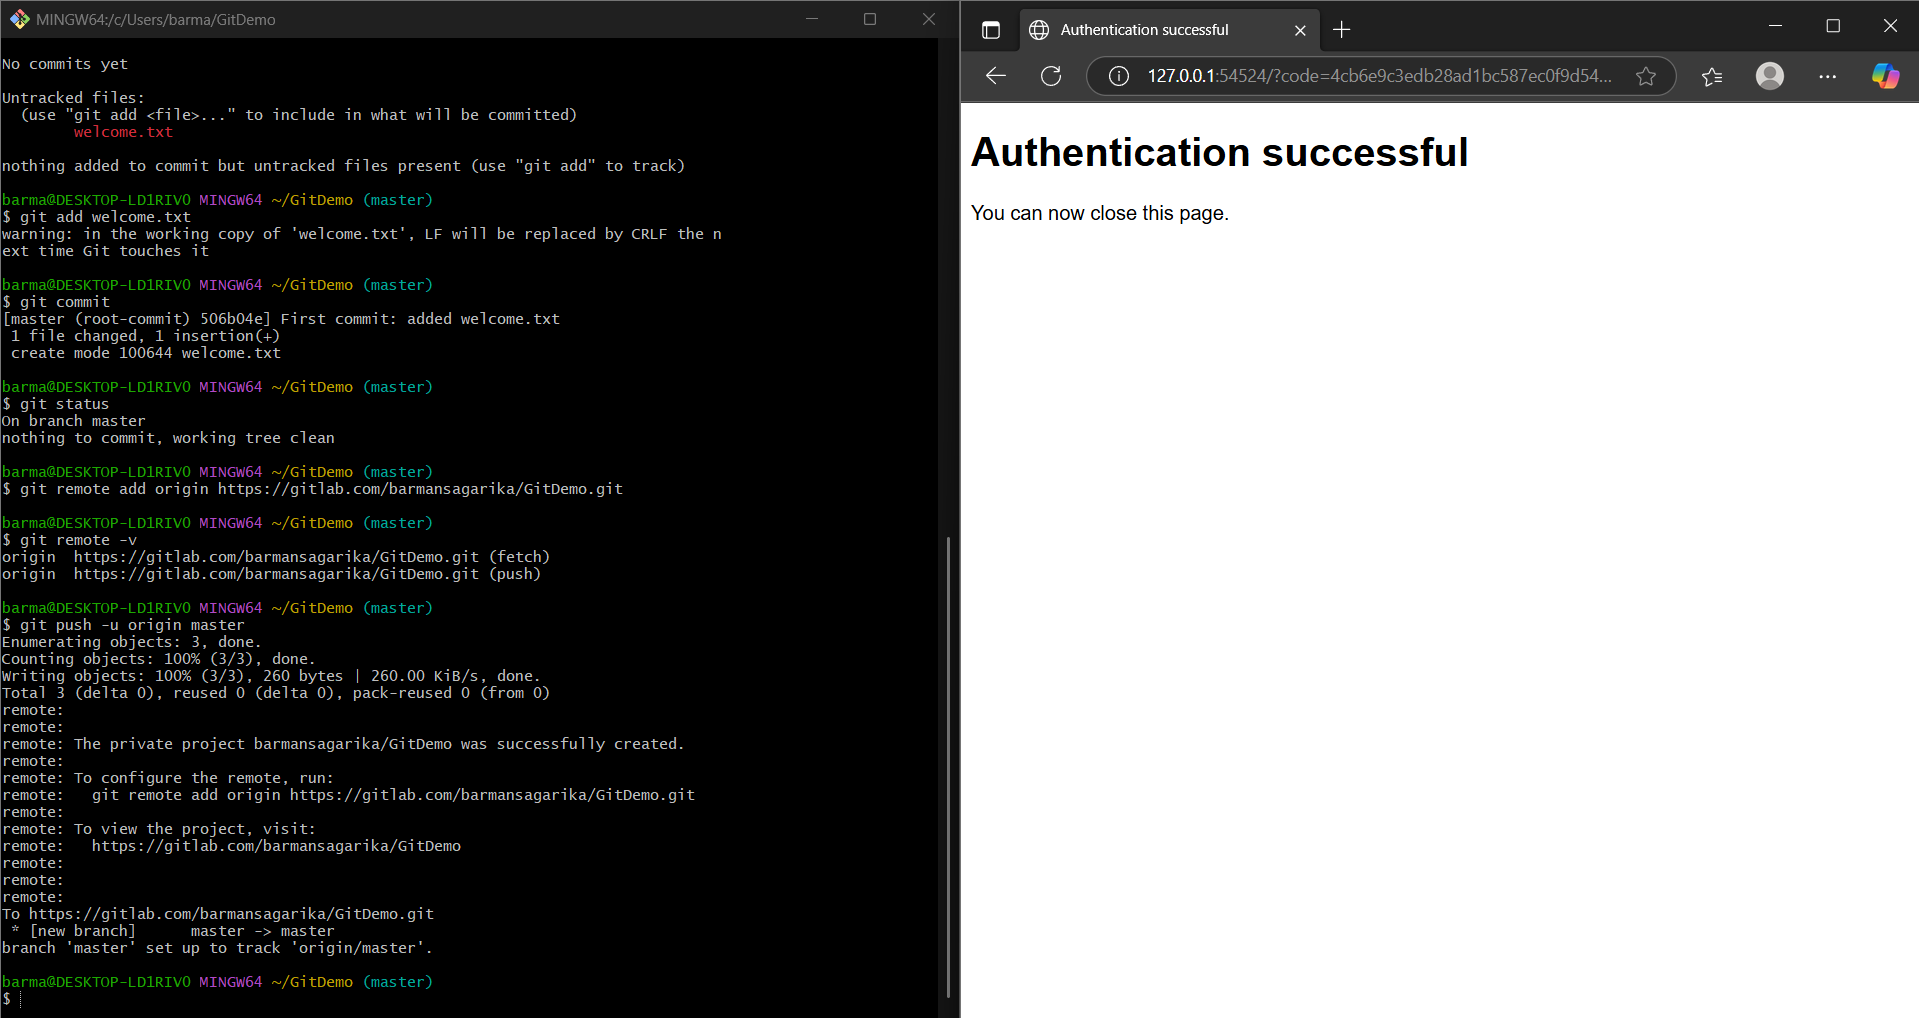 MINGW64:/c/Users/barma/GitDemo
No commits yet
Untracked files:
  (use "git add <file>..." to include in what will be committed)
        welcome.txt
nothing added to commit but untracked files present (use "git add" to track)
barma@DESKTOP-LD1RIVO MINGW64 ~/GitDemo (master)
$ git add welcome.txt
warning: in the working copy of 'welcome.txt', LF will be replaced by CRLF the n
ext time Git touches it
barma@DESKTOP-LD1RIVO MINGW64 ~/GitDemo (master)
$ git commit
[master (root-commit) 506b04e] First commit: added welcome.txt
 1 file changed, 1 insertion(+)
 create mode 100644 welcome.txt
barma@DESKTOP-LD1RIVO MINGW64 ~/GitDemo (master)
$ git status
On branch master
nothing to commit, working tree clean
barma@DESKTOP-LD1RIVO MINGW64 ~/GitDemo (master)
$ git remote add origin https://gitlab.com/barmansagarika/GitDemo.git
barma@DESKTOP-LD1RIVO MINGW64 ~/GitDemo (master)
$ git remote -v
origin  https://gitlab.com/barmansagarika/GitDemo.git (fetch)
origin  https://gitlab.com/barmansagarika/GitDemo.git (push)
barma@DESKTOP-LD1RIVO MINGW64 ~/GitDemo (master)
$ git push -u origin master
Enumerating objects: 3, done.
Counting objects: 100% (3/3), done.
Writing objects: 100% (3/3), 260 bytes | 260.00 KiB/s, done.
Total 3 (delta 0), reused 0 (delta 0), pack-reused 0 (from 0)
remote:
remote:
remote: The private project barmansagarika/GitDemo was successfully created.
remote:
remote: To configure the remote, run:
remote:   git remote add origin https://gitlab.com/barmansagarika/GitDemo.git
remote:
remote: To view the project, visit:
remote:   https://gitlab.com/barmansagarika/GitDemo
remote:
remote:
remote:
To https://gitlab.com/barmansagarika/GitDemo.git
 * [new branch]      master -> master
branch 'master' set up to track 'origin/master'.
barma@DESKTOP-LD1RIVO MINGW64 ~/GitDemo (master)
$
Authentication successful
127.0.0.1:54524/?code=4cb6e9c3edb28ad1bc587ec0f9d54...
Authentication successful
You can now close this page.